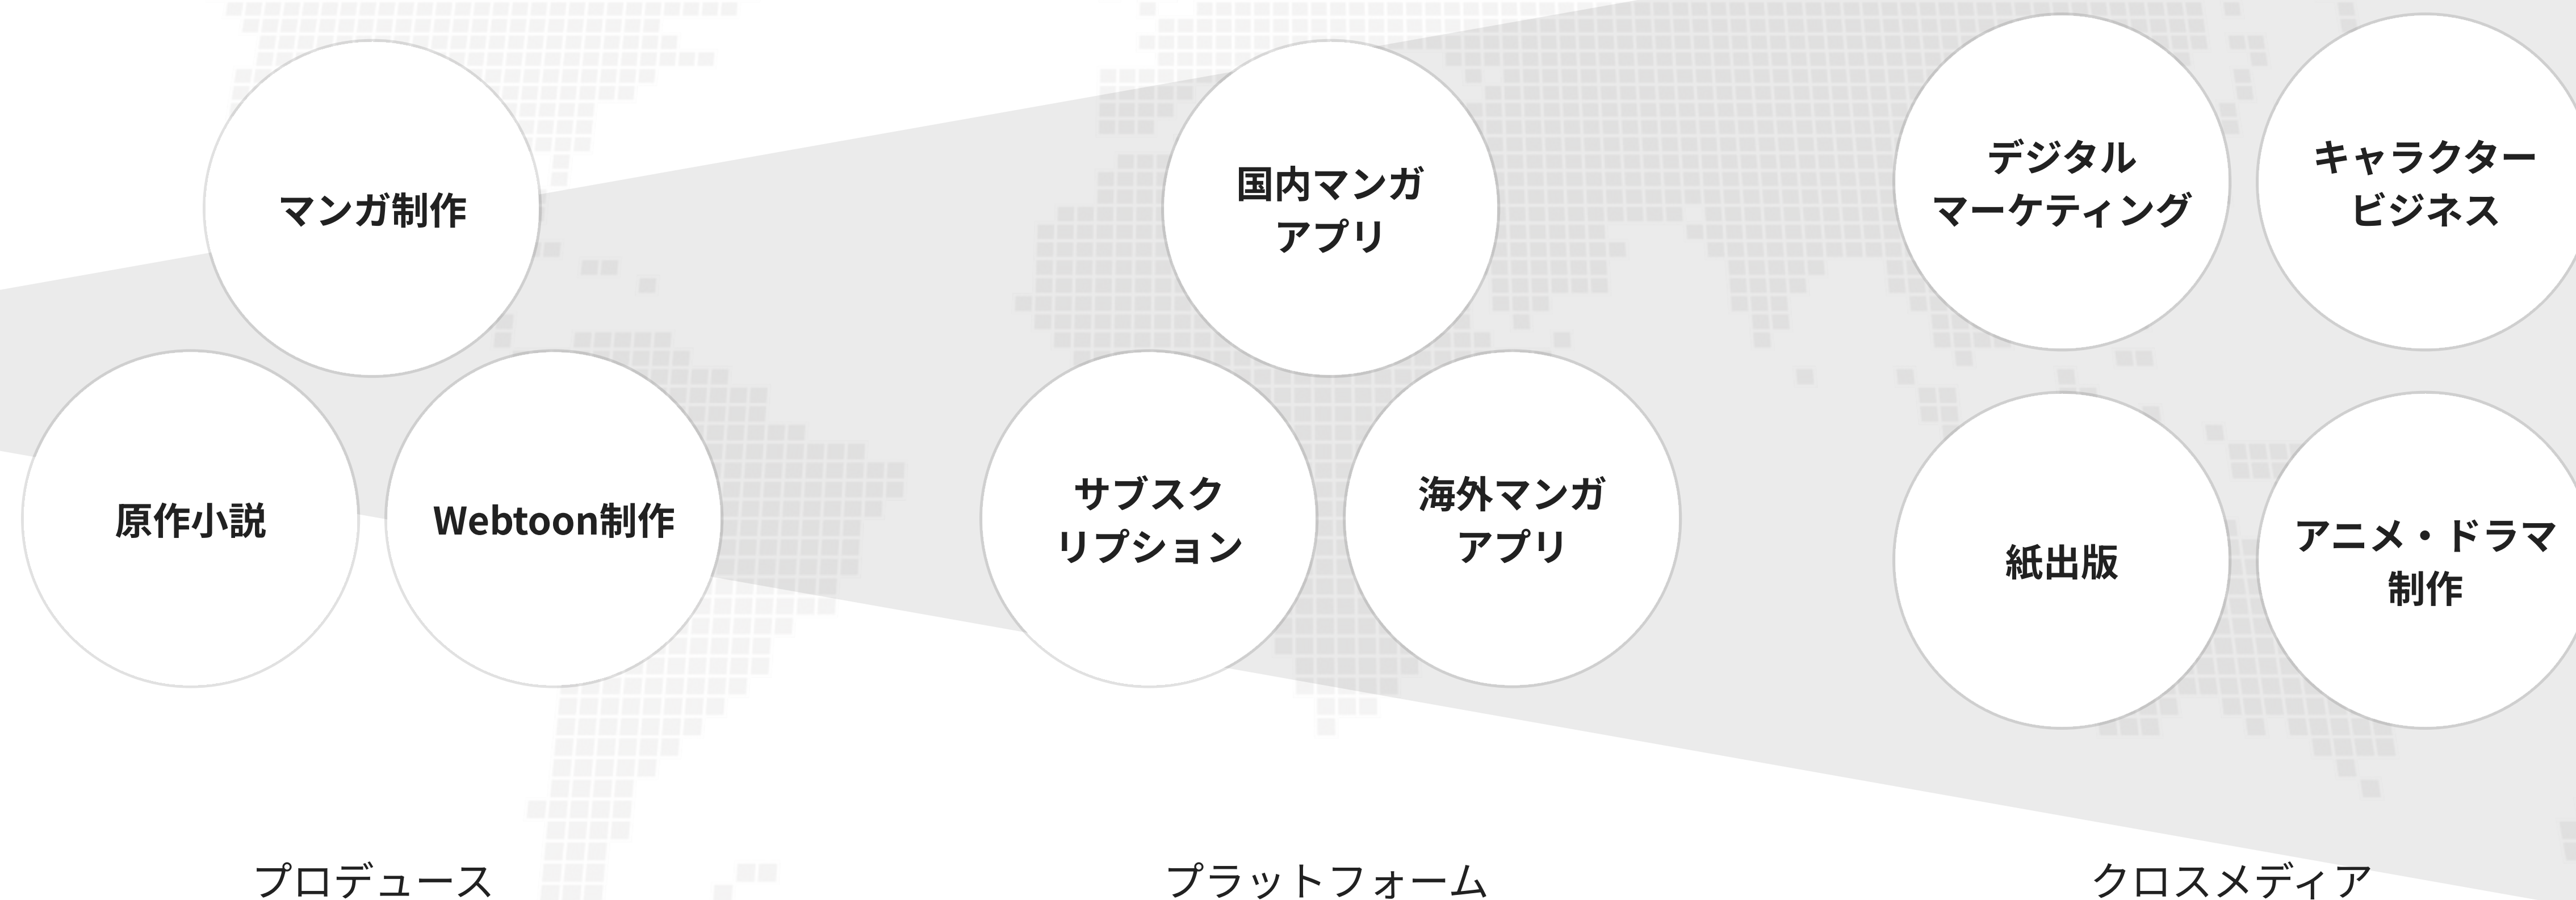 マンガ制作
原作小説
Webtoon制作
プロデュース
国内マンガ
アプリ
サブスク
リプション
海外マンガ
アプリ
プラットフォーム
デジタル
マーケティング
キャラクター
ビジネス
紙出版
アニメ・ドラマ
制作
クロスメディア